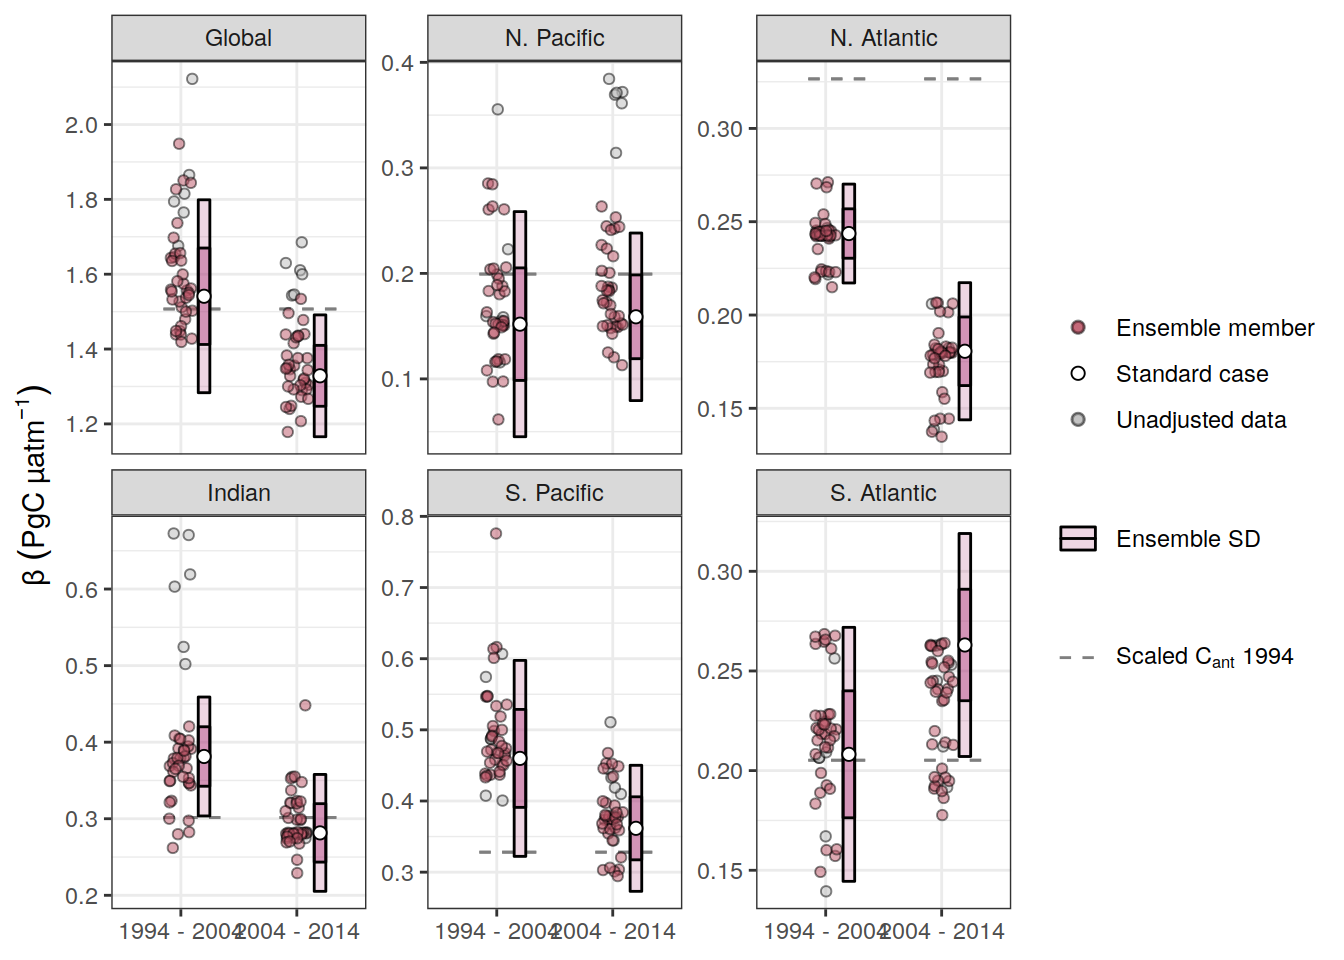 Global
N. Pacific
N. Atlantic
2.0
1.8
1.6
1.4
1.2
0.4
0.3
0.2
0.1
0.30
0.25
0.20
0.15
Indian
S. Pacific
S. Atlantic
0.6
0.5
0.4
0.3
0.2
0.8
0.7
0.6
0.5
0.4
0.3
0.30
0.25
0.20
0.15
1994 - 2004
2004 - 2014
1994 - 2004
2004 - 2014
1994 - 2004
2004 - 2014
β (PgC µatm⁻¹)
Ensemble member
Standard case
Unadjusted data
Ensemble SD
Scaled Cant 1994